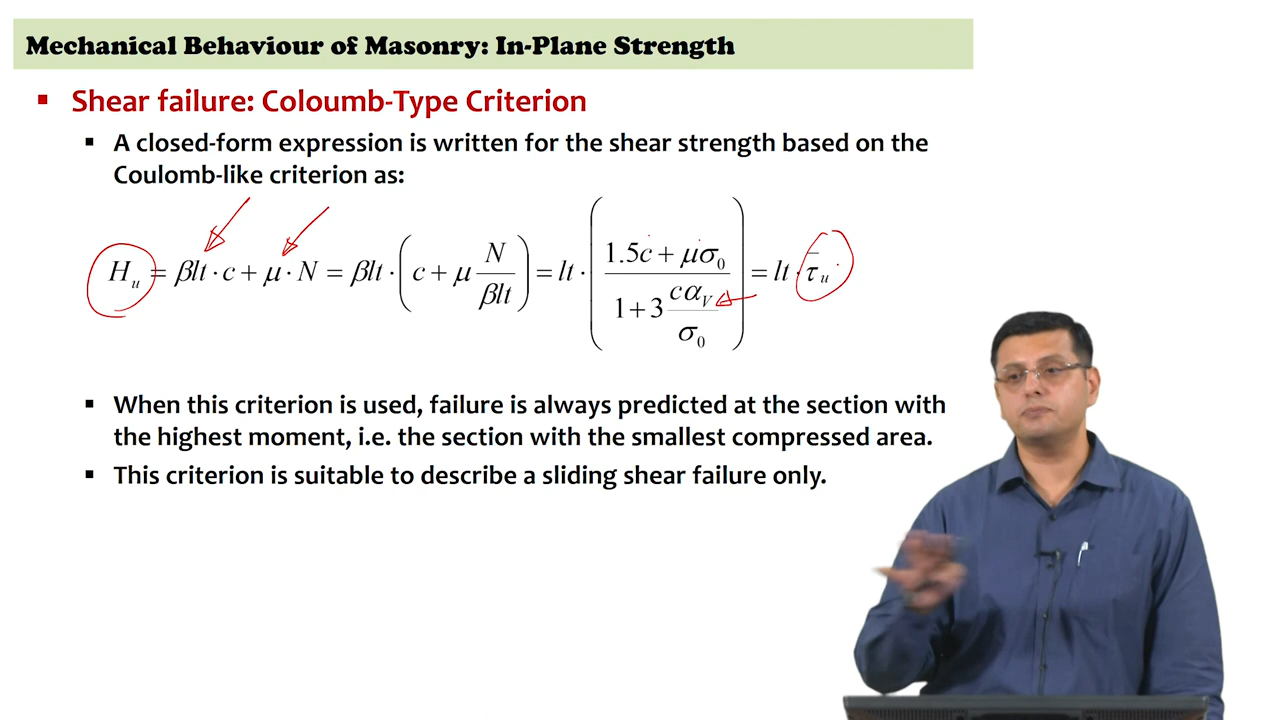 Mechanical Behaviour of Masonry: In-Plane Strength
▪ Shear failure: Coloumb-Type Criterion
▪ A closed-form expression is written for the shear strength based on the
Coulomb-like criterion as:
H_u = βlt · c + μ · N = βlt · (c + μ N/βlt) = lt · ((1.5c + μσ_0)/(1 + 3 cα_V/σ_0)) = lt · τ̄_u
▪ When this criterion is used, failure is always predicted at the section with
the highest moment, i.e. the section with the smallest compressed area.
▪ This criterion is suitable to describe a sliding shear failure only.